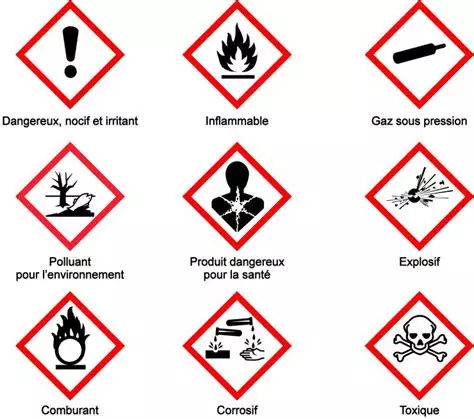 Dangereux, nocif et irritant
Inflammable
Gaz sous pression
Polluant
pour l'environnement
Produit dangereux
pour la santé
Explosif
Comburant
Corrosif
Toxique